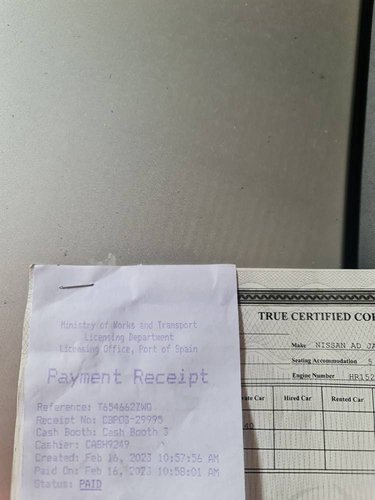 Ministry of Works and Transport
Licensing Department
Licensing Office, Port of Spain
Payment Receipt
Reference: T654662ZWO
Receipt No: CBPOS-29995
Cash Booth: Cash Booth 3
Cashier: CASH9249
Created: Feb 16, 2023 10:57:56 AM
Paid On: Feb 16, 2023 10:58:01 AM
Status: PAID
TRUE CERTIFIED
Make NISSAN AD
Seating Accommodation 5
Engine Number HR152
Car Hired Car Rented Car